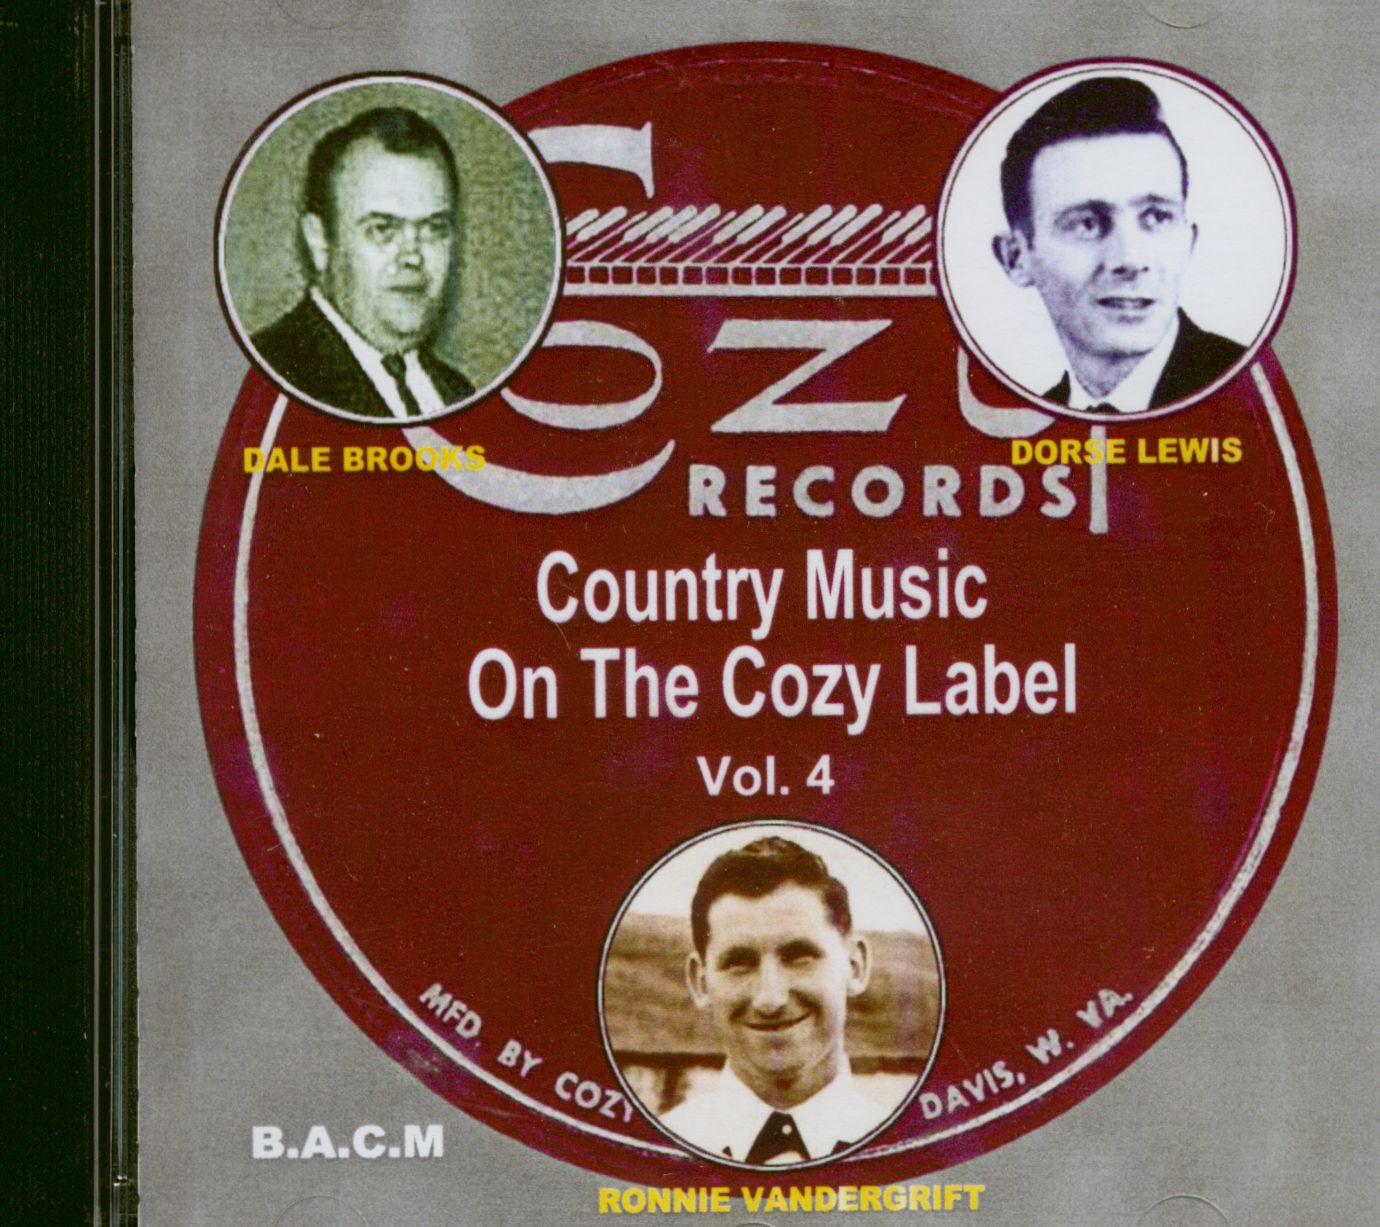 Cozy
RECORDS
DALE BROOKS
DORSE LEWIS
Country Music
On The Cozy Label
Vol. 4
MFD. BY COZY
DAVIS, W. VA.
B.A.C.M
RONNIE VANDERGRIFT